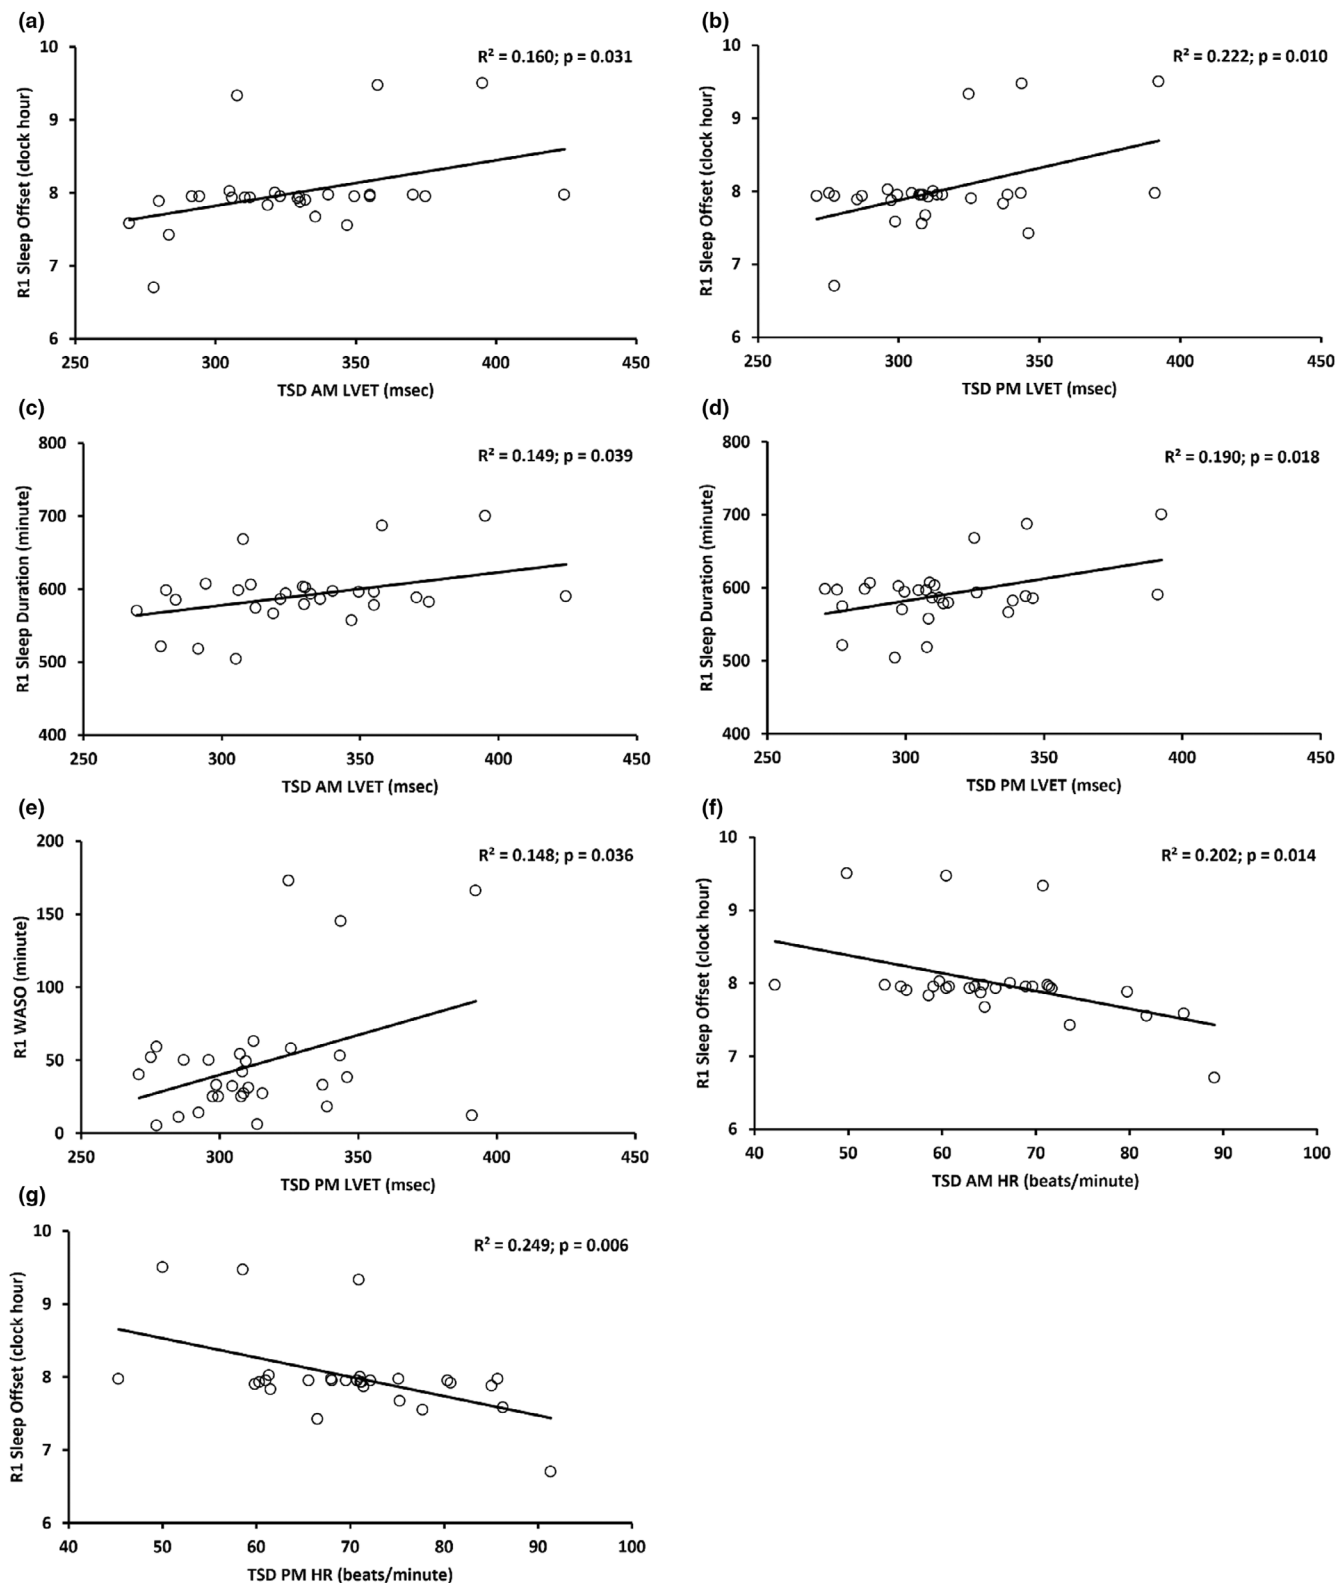 (a)
R² = 0.160; p = 0.031
R1 Sleep Offset (clock hour)
10
9
8
7
6
250 300 350 400 450
TSD AM LVET (msec)
(b)
R² = 0.222; p = 0.010
R1 Sleep Offset (clock hour)
10
9
8
7
6
250 300 350 400 450
TSD PM LVET (msec)
(c)
R² = 0.149; p = 0.039
R1 Sleep Duration (minute)
800
700
600
500
400
250 300 350 400 450
TSD AM LVET (msec)
(d)
R² = 0.190; p = 0.018
R1 Sleep Duration (minute)
800
700
600
500
400
250 300 350 400 450
TSD PM LVET (msec)
(e)
R² = 0.148; p = 0.036
R1 WASO (minute)
200
150
100
50
0
250 300 350 400 450
TSD PM LVET (msec)
(f)
R² = 0.202; p = 0.014
R1 Sleep Offset (clock hour)
10
9
8
7
6
40 50 60 70 80 90 100
TSD AM HR (beats/minute)
(g)
R² = 0.249; p = 0.006
R1 Sleep Offset (clock hour)
10
9
8
7
6
40 50 60 70 80 90 100
TSD PM HR (beats/minute)